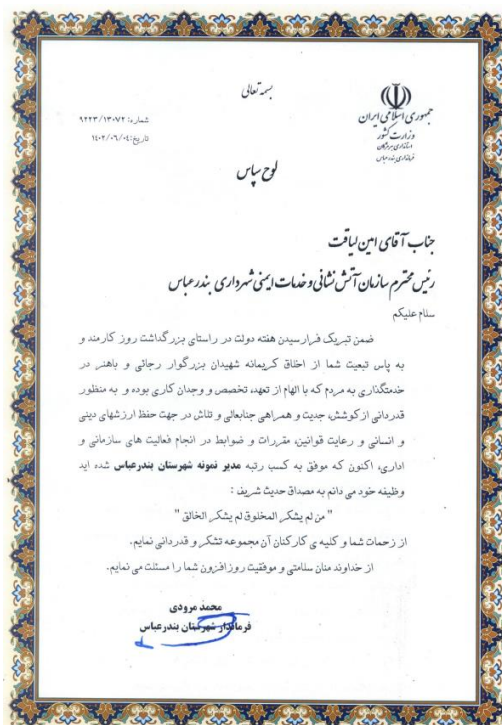 بسمه تعالی
جمهوری اسلامی ایران
وزارت کشور
استانداری هرمزگان
فرمانداری بندرعباس
شماره: ۹۲۲۳/۱۳۰۷۲
تاریخ: ۱۴۰۲/۰۶/۰۴
لوح سپاس
جناب آقای امین لیاقت
رئیس محترم سازمان آتش نشانی و خدمات ایمنی شهرداری بندرعباس
سلام علیکم
ضمن تبریک فرارسیدن هفته دولت در راستای بزرگداشت روز کارمند و
به پاس تبعیت شما از اخلاق کریمانه شهیدان بزرگوار رجائی و باهنر در
خدمتگذاری به مردم که با الهام از تعهد، تخصص و وجدان کاری بوده و به منظور
قدردانی از کوشش، جدیت و همراهی جنابعالی و تلاش در جهت حفظ ارزشهای دینی
و انسانی و رعایت قوانین، مقررات و ضوابط در انجام فعالیت های سازمانی و
اداری، اکنون که موفق به کسب رتبه مدیر نمونه شهرستان بندرعباس شده اید
وظیفه خود می دانم به مصداق حدیث شریف :
" من لم یشکر المخلوق لم یشکر الخالق "
از زحمات شما و کلیه ی کارکنان آن مجموعه تشکر و قدردانی نمایم.
از خداوند منان سلامتی و موفقیت روزافزون شما را مسئلت می نمایم.
محمد مرودی
فرماندار شهرستان بندرعباس